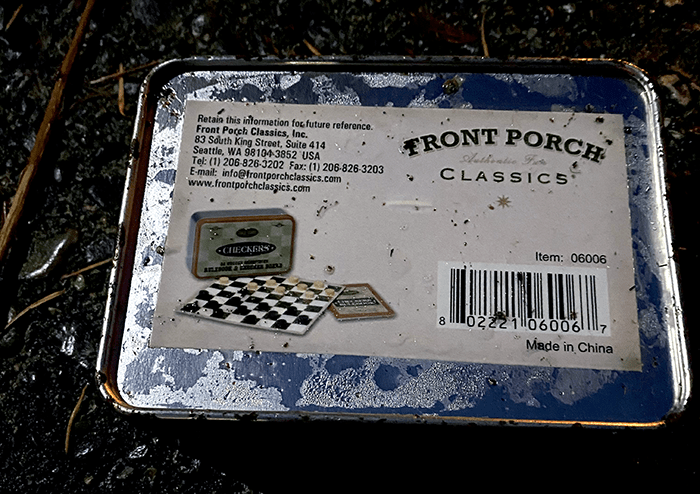 Retain this information for future reference.
Front Porch Classics, Inc.
83 South King Street, Suite 414
Seattle, WA 98104-3852 USA
Tel: (1) 206-826-3202 Fax: (1) 206-826-3203
E-mail: info@frontporchclassics.com
www.frontporchclassics.com
FRONT PORCH
Authentic Fun
CLASSICS
CHECKERS
Item: 06006
8 02221 06006 7
Made in China